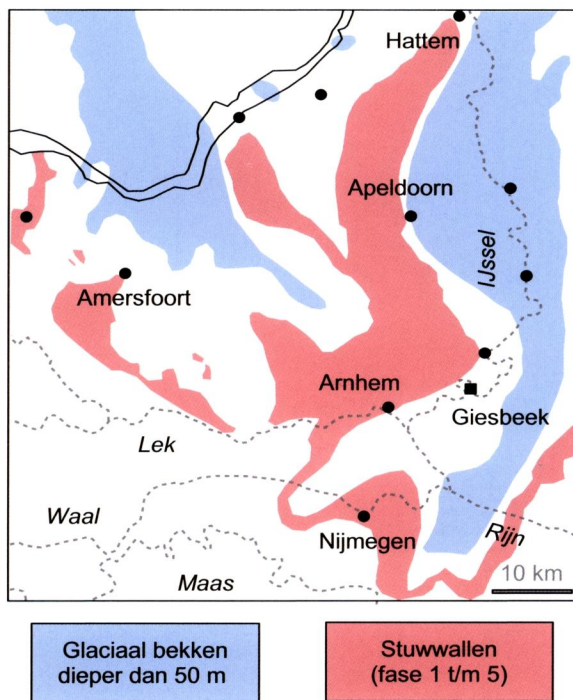 Hattem
Apeldoorn
IJssel
Amersfoort
Arnhem
Giesbeek
Lek
Waal
Nijmegen
Rijn
Maas
10 km
Glaciaal bekken
dieper dan 50 m
Stuwwallen
(fase 1 t/m 5)